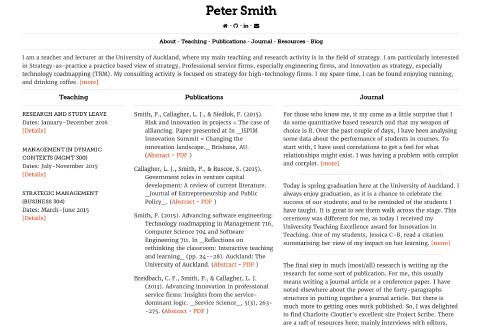 Peter Smith
About - Teaching - Publications - Journal - Resources - Blog
I am a teacher and lecturer at the University of Auckland, where my main teaching and research activity is in the field of strategy. I am particularly interested
in Strategy-as-practice a practice based view of strategy, Professional service firms, especially engineering firms, and Innovation as strategy, especially
technology roadmapping (TRM). My consulting activity is focused on strategy for high-technology firms. I my spare time, I can be found enjoying running,
and drinking coffee. [more]
Teaching
RESEARCH AND STUDY LEAVE
Dates: January–December 2016
[Details]
MANAGEMENT IN DYNAMIC
CONTEXTS (MGMT 300)
Dates: July–November 2015
[Details]
STRATEGIC MANAGEMENT
(BUSINESS 304)
Dates: March–June 2015
[Details]
Publications
Smith, P., Callagher, L. J., & Siedlok, F. (2015).
Risk and innovation in projects = The case of
alliancing. Paper presented at In __ISPIM
Innovation Summit = Changing the
innovation landscape._ Brisbane, AU.
(Abstract - PDF )
Callagher, L. J., Smith, P., & Ruscoe, S. (2015).
Government roles in venture capital
development: A review of current literature.
_Journal of Entrepreneurship and Public
Policy_. (Abstract - PDF )
Smith, P. (2015). Advancing software engineering:
Technology roadmapping in Management 716,
Computer Science 704 and Software
Engineering 711. In _Reflections on
rethinking the classroom: Interactive teaching
and learning_ (pp. 24--28). Auckland: The
University of Auckland. (Abstract - PDF )
Breidbach, C. F., Smith, P., & Callagher, L. J.
(2013). Advancing innovation in professional
service firms: Insights from the service-
dominant logic. _Service Science_, 5(3), 263-
-275. (Abstract - PDF )
Journal
For those who know me, it my come as a little surprise that I
do some quantitative based research and that my weapon of
choice is R. Over the past couple of days, I have been analysing
some data about the performance of students in courses. To
start with, I have used correlations to get a feel for what
relationships might exist. I was having a problem with corrplot
and corrplot. [more]
Today is spring graduation here at the University of Auckland. I
always enjoy graduation, as it is a chance to celebrate the
success of our students; and to be reminded of the students I
have taught. It is great to see them walk across the stage. This
ceremony was different for me, as today I received my
University Teaching Excellence award for Innovation in
Teaching. One of my students, Jessica C-B, read a citation
summarising her view of my impact on her learning. [more]
The final step in much (most/all) research is writing up the
research for some sort of publication. For me, this usually
means writing a journal article or a conference paper. I have
noted elsewhere about the power of the forty-paragraphs
structure in putting together a journal article. But there is
much more to getting ones work published. So, I was delighted
to find Charlotte Cloutier's excellent site Project Scribe. There
are a raft of resources here; mainly interviews with editors,